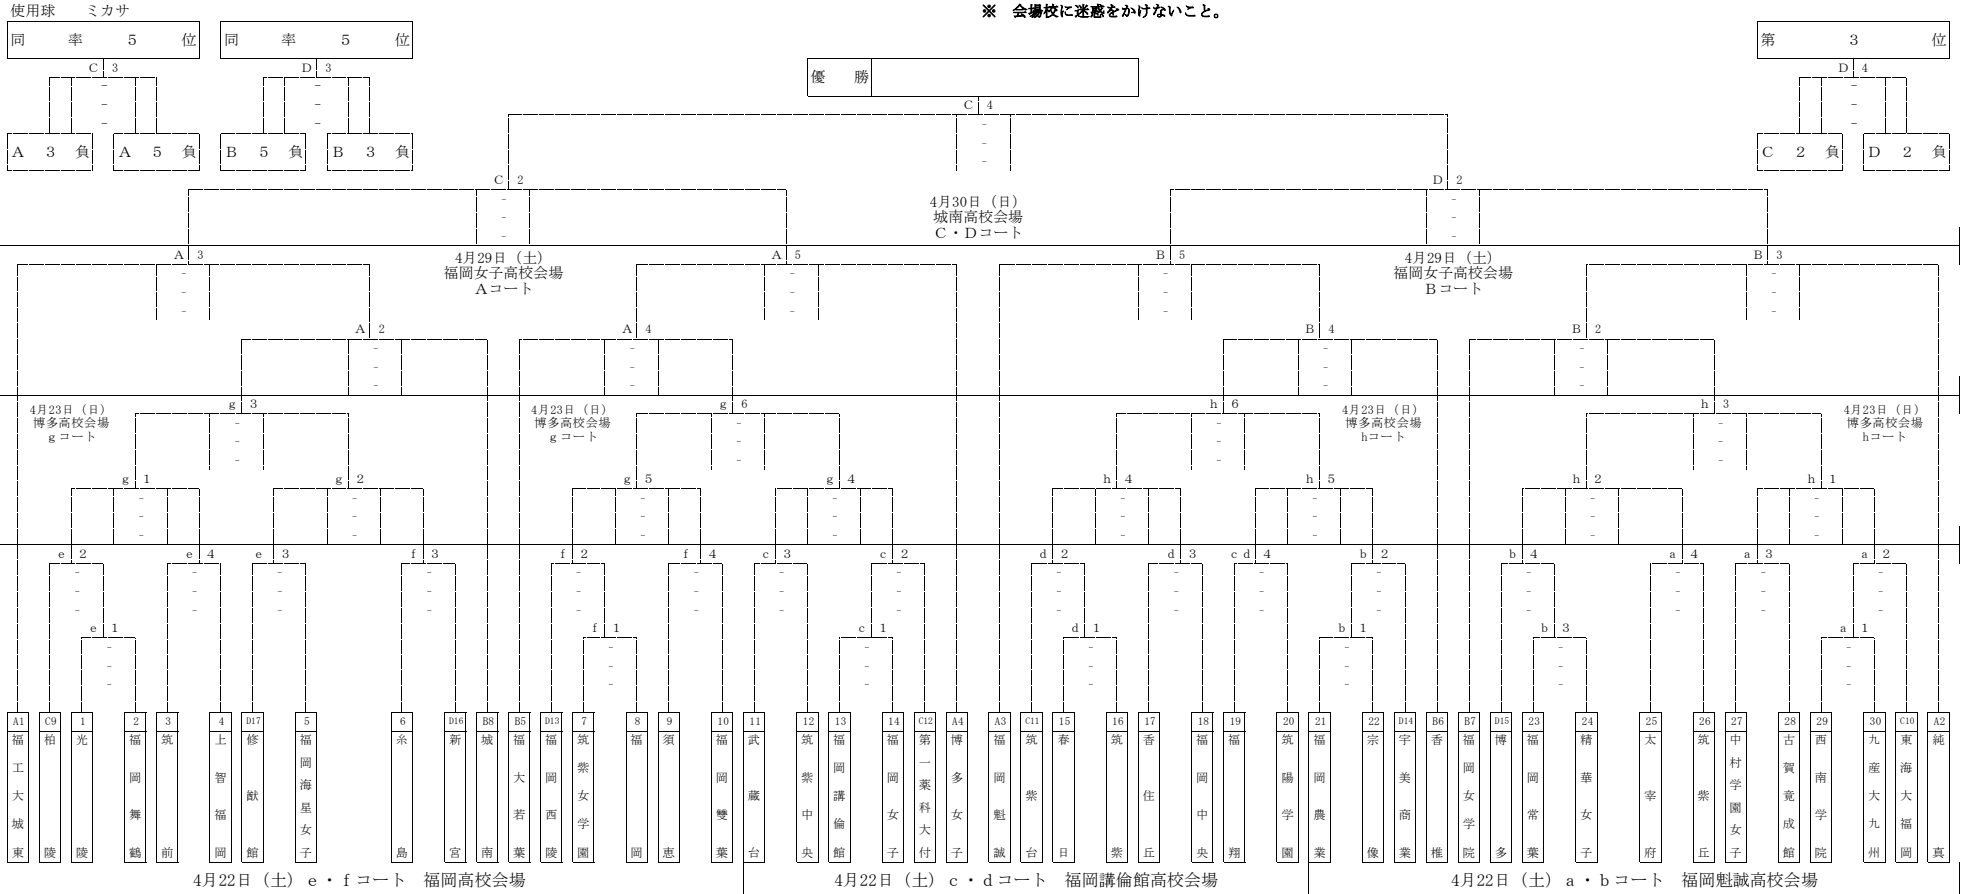 使用球　　ミカサ
※　会場校に迷惑をかけないこと。
同　率　5　位
同　率　5　位
第　3　位
C 3
D 3
優　勝
D 4
C 4
A 3 負
A 5 負
B 5 負
B 3 負
C 2 負
D 2 負
C 2
D 2
4月30日（日）
城南高校会場
C・Dコート
A 3
A 5
B 5
B 3
4月29日（土）
福岡女子高校会場
Aコート
4月29日（土）
福岡女子高校会場
Bコート
A 2
A 4
B 4
B 2
g 3
g 6
h 6
h 3
4月23日（日）
博多高校会場
gコート
4月23日（日）
博多高校会場
gコート
4月23日（日）
博多高校会場
hコート
4月23日（日）
博多高校会場
hコート
g 1
g 2
g 5
g 4
h 4
h 5
h 2
h 1
e 2
e 4
e 3
f 3
f 2
f 4
c 3
c 2
d 2
d 3
c d 4
b 2
b 4
a 4
a 3
a 2
e 1
f 1
c 1
d 1
b 1
b 3
a 1
A1 福工大城東
C9 柏陵
1 光陵
2 福岡舞鶴
3 筑前
4 上智福岡
D17 修猷館
5 福岡海星女子
6 糸島
D16 新宮
B8 城南
B5 福大若葉
D13 福岡西陵
7 筑紫女学園
8 福岡
9 須恵
10 福岡雙葉
11 武蔵台
12 筑紫中央
13 福岡講倫館
14 福岡女子
C12 第一薬科大付
A4 博多女子
A3 福岡魁誠
C11 筑紫台
15 春日
16 筑紫
17 香住丘
18 福岡中央
19 福翔
20 筑陽学園
21 福岡農業
22 宗像
D14 宇美商業
B6 香椎
B7 福岡女学院
D15 博多
23 福岡常葉
24 精華女子
25 太宰府
26 筑紫丘
27 中村学園女子
28 古賀竟成館
29 西南学院
30 九産大九州
C10 東海大福岡
A2 純真
4月22日（土）e・fコート　福岡高校会場
4月22日（土）c・dコート　福岡講倫館高校会場
4月22日（土）a・bコート　福岡魁誠高校会場